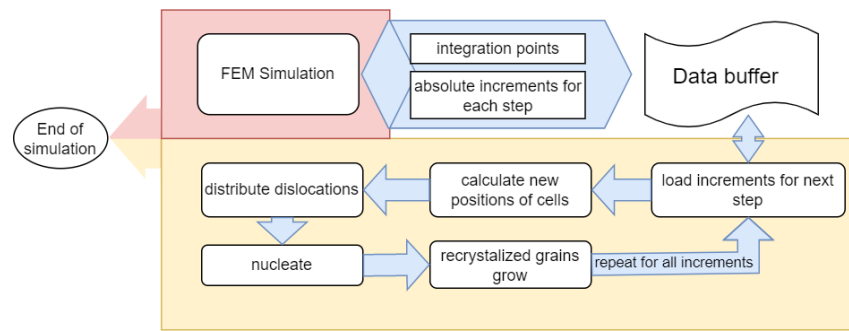 FEM Simulation
integration points
absolute increments for
each step
Data buffer
End of
simulation
distribute dislocations
calculate new
positions of cells
load increments for next
step
nucleate
recrystalized grains
grow
repeat for all increments